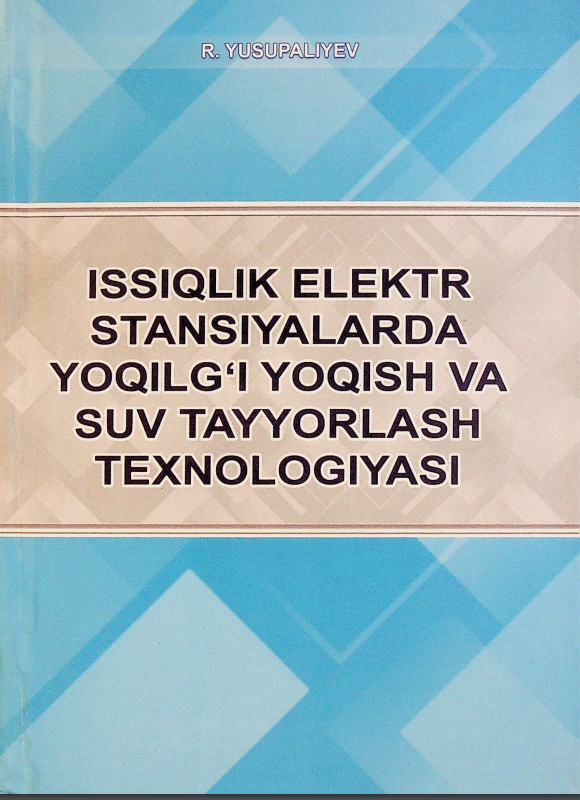 R. YUSUPALIYEV
ISSIQLIK ELEKTR
STANSIYALARDA
YOQILG‘I YOQISH VA
SUV TAYYORLASH
TEXNOLOGIYASI